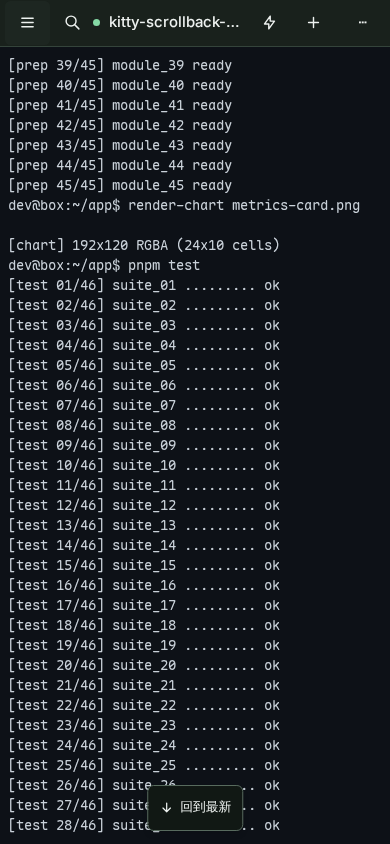 kitty-scrollback-...
[prep 39/45] module_39 ready
[prep 40/45] module_40 ready
[prep 41/45] module_41 ready
[prep 42/45] module_42 ready
[prep 43/45] module_43 ready
[prep 44/45] module_44 ready
[prep 45/45] module_45 ready
dev@box:~/app$ render-chart metrics-card.png
[chart] 192x120 RGBA (24x10 cells)
dev@box:~/app$ pnpm test
[test 01/46] suite_01 ......... ok
[test 02/46] suite_02 ......... ok
[test 03/46] suite_03 ......... ok
[test 04/46] suite_04 ......... ok
[test 05/46] suite_05 ......... ok
[test 06/46] suite_06 ......... ok
[test 07/46] suite_07 ......... ok
[test 08/46] suite_08 ......... ok
[test 09/46] suite_09 ......... ok
[test 10/46] suite_10 ......... ok
[test 11/46] suite_11 ......... ok
[test 12/46] suite_12 ......... ok
[test 13/46] suite_13 ......... ok
[test 14/46] suite_14 ......... ok
[test 15/46] suite_15 ......... ok
[test 16/46] suite_16 ......... ok
[test 17/46] suite_17 ......... ok
[test 18/46] suite_18 ......... ok
[test 19/46] suite_19 ......... ok
[test 20/46] suite_20 ......... ok
[test 21/46] suite_21 ......... ok
[test 22/46] suite_22 ......... ok
[test 23/46] suite_23 ......... ok
[test 24/46] suite_24 ......... ok
[test 25/46] suite_25 ......... ok
[test 26/46] suite_26 .. ok
[test 27/46] suite .. ok
[test 28/46] suite_ .. ok
回到最新